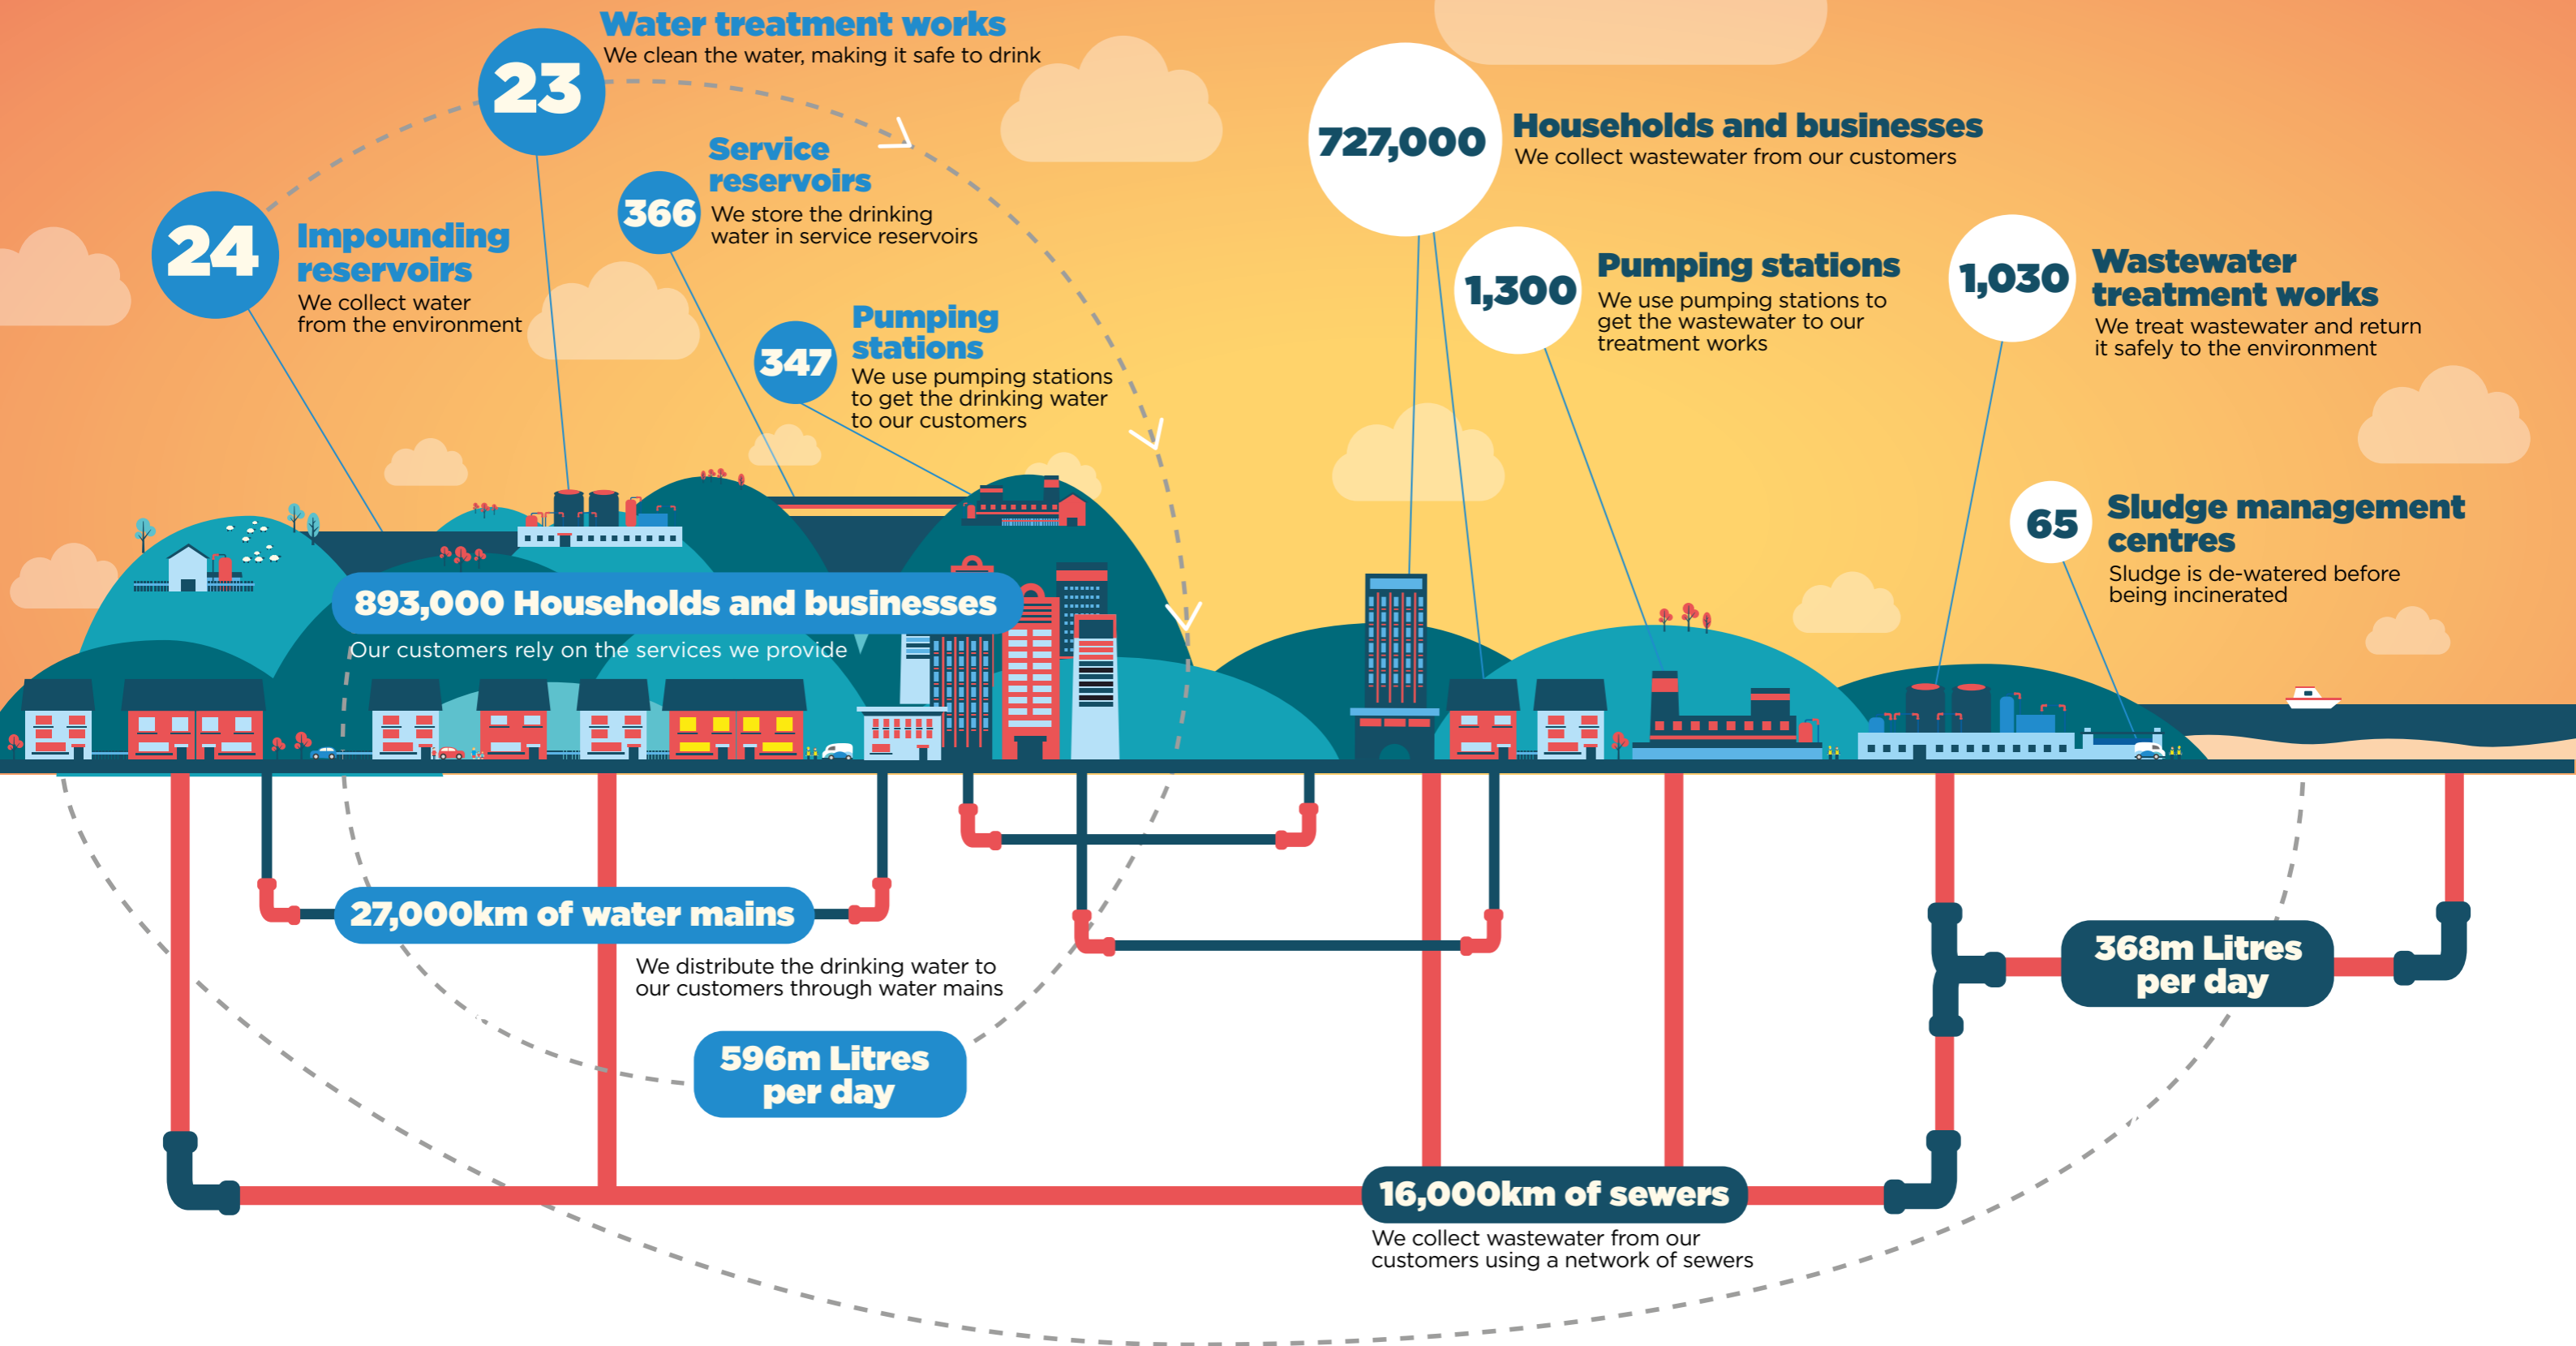 Water treatment works
We clean the water, making it safe to drink
23
Service
reservoirs
366
We store the drinking
water in service reservoirs
24
Impounding
reservoirs
We collect water
from the environment
347
Pumping
stations
We use pumping stations
to get the drinking water
to our customers
727,000
Households and businesses
We collect wastewater from our customers
1,300
Pumping stations
We use pumping stations to
get the wastewater to our
treatment works
1,030
Wastewater
treatment works
We treat wastewater and return
it safely to the environment
65
Sludge management
centres
Sludge is de-watered before
being incinerated
893,000 Households and businesses
Our customers rely on the services we provide
27,000km of water mains
We distribute the drinking water to
our customers through water mains
596m Litres
per day
368m Litres
per day
16,000km of sewers
We collect wastewater from our
customers using a network of sewers